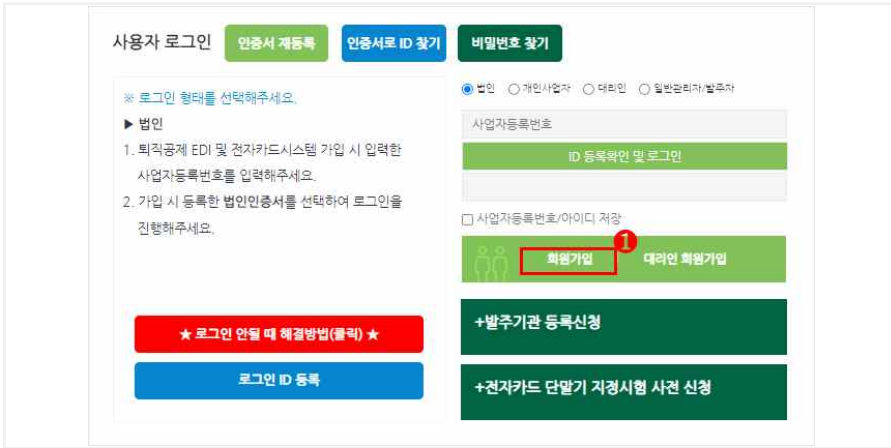 사용자 로그인 인증서 재등록 인증서로 ID 찾기 비밀번호 찾기
※ 로그인 형태를 선택해주세요.
▶ 법인
1. 퇴직공제 EDI 및 전자카드시스템 가입 시 입력한
사업자등록번호를 입력해주세요.
2. 가입 시 등록한 법인인증서를 선택하여 로그인을
진행해주세요.
★ 로그인 안될 때 해결방법(클릭) ★
로그인 ID 등록
법인 개인사업자 대리인 일반관리자/발주자
사업자등록번호
ID 등록확인 및 로그인
사업자등록번호/아이디 저장
1
회원가입 대리인 회원가입
+발주기관 등록신청
+전자카드 단말기 지정시험 사전 신청